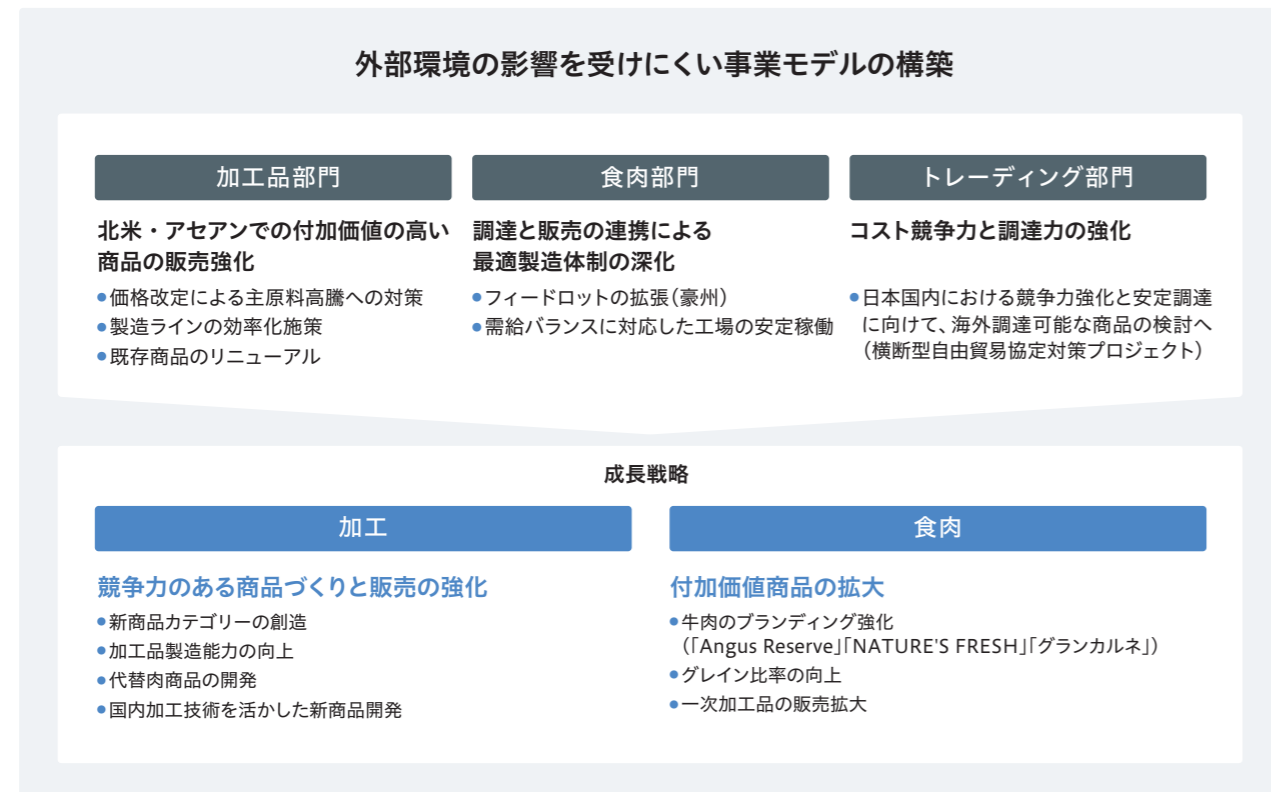 外部環境の影響を受けにくい事業モデルの構築
加工品部門
北米・アセアンでの付加価値の高い
商品の販売強化
●価格改定による主原料高騰への対策
●製造ラインの効率化施策
●既存商品のリニューアル
食肉部門
調達と販売の連携による
最適製造体制の深化
●フィードロットの拡張(豪州)
●需給バランスに対応した工場の安定稼働
トレーディング部門
コスト競争力と調達力の強化
●日本国内における競争力強化と安定調達
に向けて、海外調達可能な商品の検討へ
(横断型自由貿易協定対策プロジェクト)
成長戦略
加工
競争力のある商品づくりと販売の強化
●新商品カテゴリーの創造
●加工品製造能力の向上
●代替肉商品の開発
●国内加工技術を活かした新商品開発
食肉
付加価値商品の拡大
●牛肉のブランディング強化
(「Angus Reserve」「NATURE'S FRESH」「グランカルネ」)
●グレイン比率の向上
●一次加工品の販売拡大